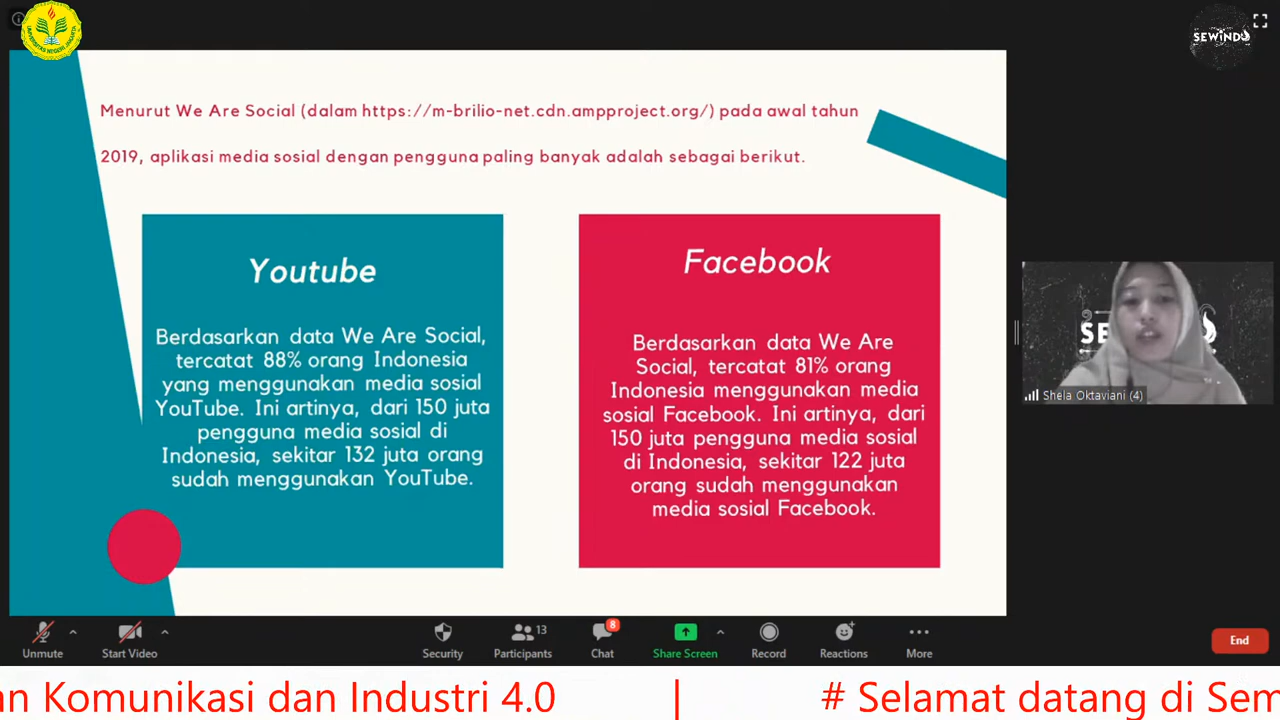 UNIVERSITAS NEGERI JAKARTA
SEWINDU
Menurut We Are Social (dalam https://m-brilio-net.cdn.ampproject.org/) pada awal tahun
2019, aplikasi media sosial dengan pengguna paling banyak adalah sebagai berikut.
Youtube
Berdasarkan data We Are Social,
tercatat 88% orang Indonesia
yang menggunakan media sosial
YouTube. Ini artinya, dari 150 juta
pengguna media sosial di
Indonesia, sekitar 132 juta orang
sudah menggunakan YouTube.
Facebook
Berdasarkan data We Are
Social, tercatat 81% orang
Indonesia menggunakan media
sosial Facebook. Ini artinya, dari
150 juta pengguna media sosial
di Indonesia, sekitar 122 juta
orang sudah menggunakan
media sosial Facebook.
SE
Shela Oktaviani (4)
Unmute
Start Video
Security
Participants
13
Chat
8
Share Screen
Record
Reactions
More
End
an Komunikasi dan Industri 4.0 | # Selamat datang di Sem